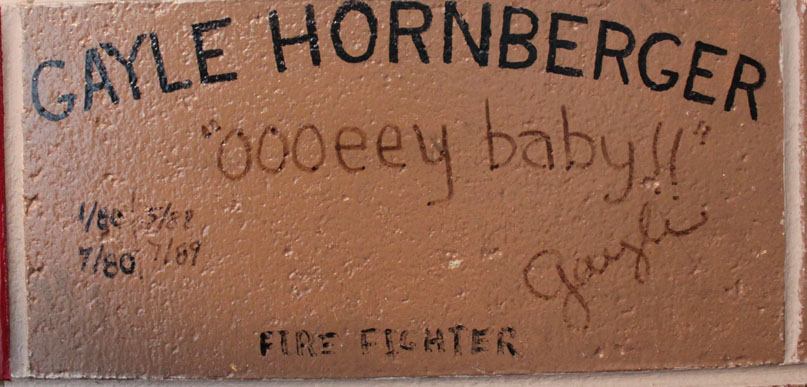 GAYLE HORNBERGER
"oooeey baby!!"
1/80 5/88
7/80 7/89
Gayle
FIRE FIGHTER